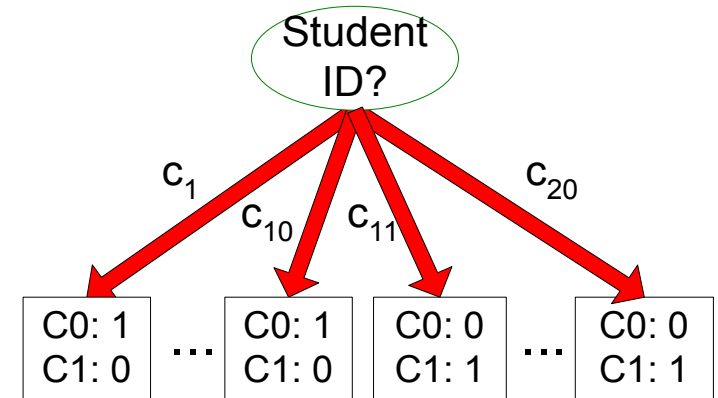 Student
ID?
c₁
c₁₀
c₁₁
c₂₀
C0: 1
C1: 0
...
C0: 1
C1: 0
C0: 0
C1: 1
...
C0: 0
C1: 1